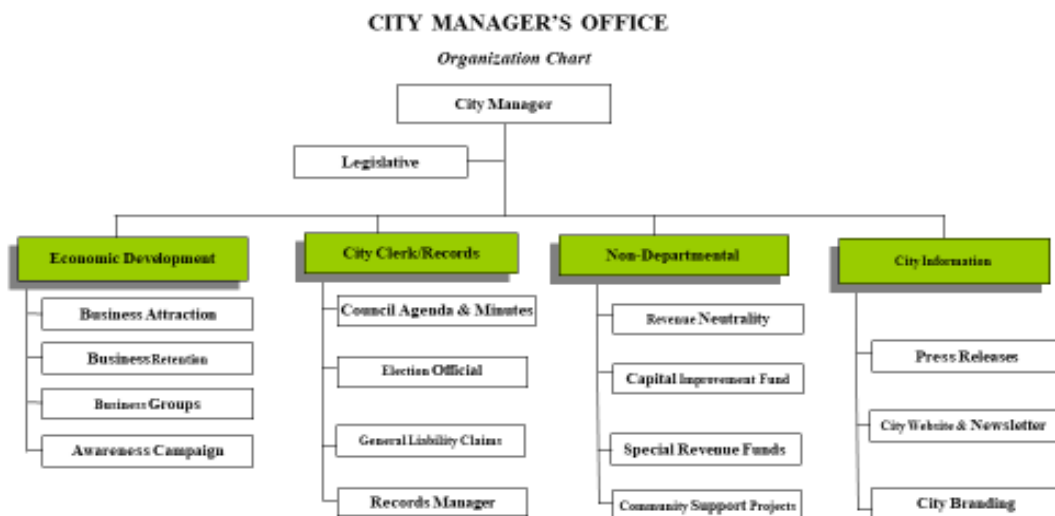 CITY MANAGER'S OFFICE
Organization Chart
City Manager
Legislative
Economic Development
Business Attraction
Business Retention
Business Groups
Awareness Campaign
City Clerk/Records
Council Agenda & Minutes
Election Official
General Liability Claims
Records Manager
Non-Departmental
Revenue Neutrality
Capital Improvement Fund
Special Revenue Funds
Community Support Projects
City Information
Press Releases
City Website & Newsletter
City Branding